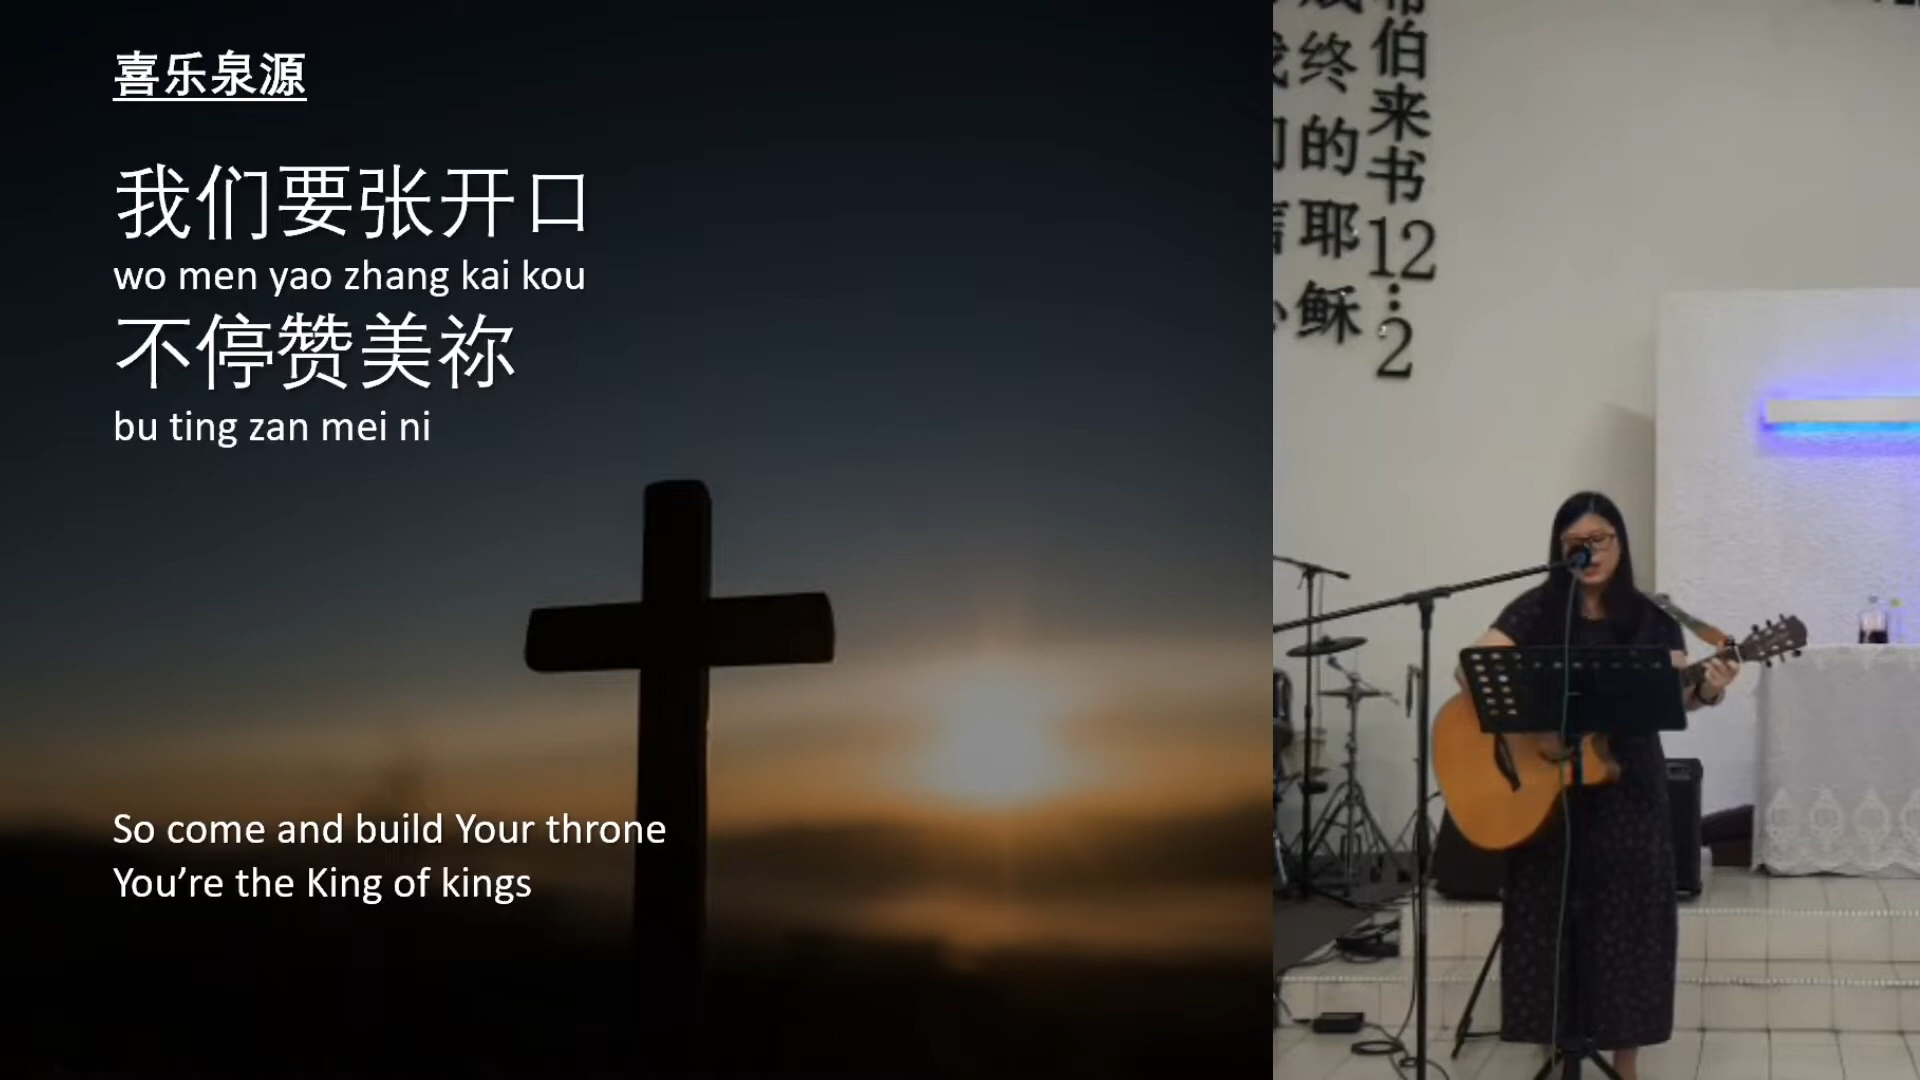 喜乐泉源
我们要张开口
wo men yao zhang kai kou
不停赞美祢
bu ting zan mei ni
So come and build Your throne
You’re the King of kings
伯来书12:2
终的耶稣